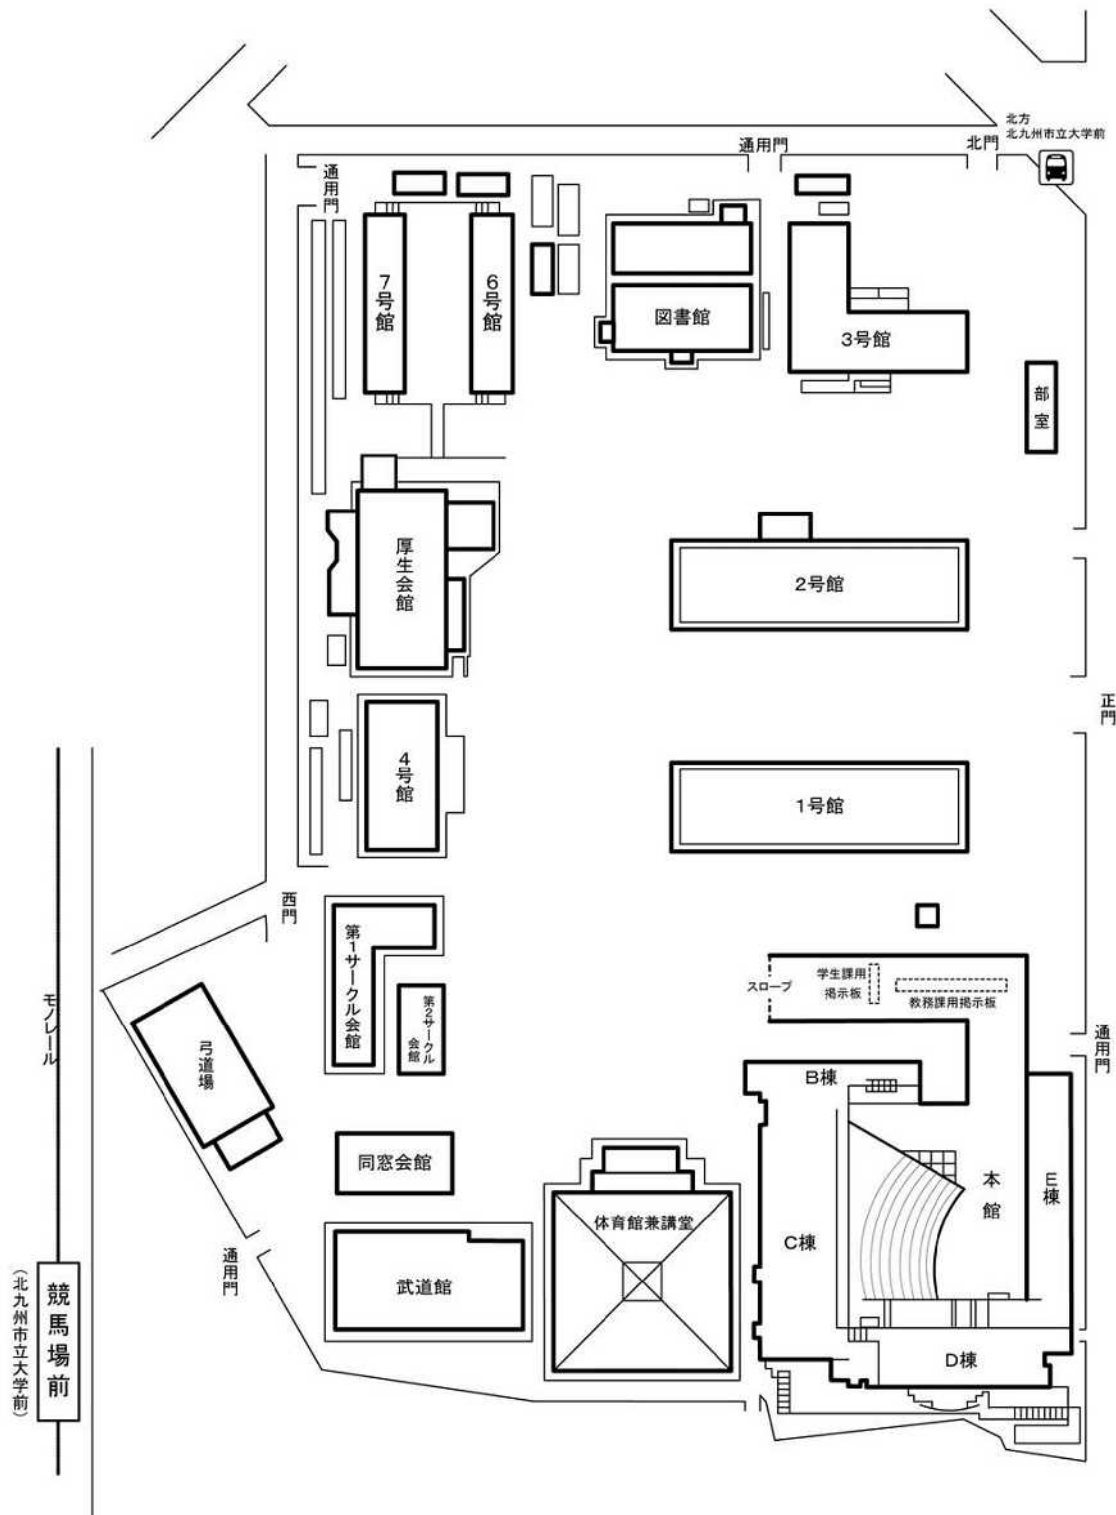 北方
北九州市立大学前
北門
通用門
通用門
7号館
6号館
図書館
3号館
部室
厚生会館
2号館
正門
4号館
1号館
西門
第1サークル会館
第2サークル
会館
スロープ
学生課用
掲示板
教務課用掲示板
通用門
モノレール
弓道場
B棟
同窓会館
体育館兼講堂
本館
E棟
C棟
武道館
通用門
D棟
競馬場前
（北九州市立大学前）